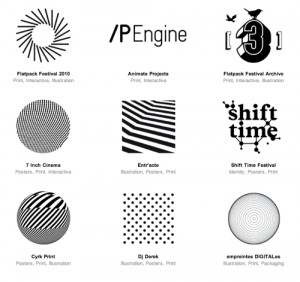 /PEngine
3
Flatpack Festival 2010
Print, Interactive, Illustration
Animate Projects
Print, Interactive
Flatpack Festival Archive
Print, Interactive, Illustration
shift
time
7 inch Cinema
Posters, Print, Interactive
Entr'acte
Illustration, Posters, Print
Shift Time Festival
Identity, Posters, Print
Cyrk Print
Posters, Print, Illustration
Dj Derek
Illustration, Posters, Print
empreintes DIGITALes
Illustration, Print, Packaging